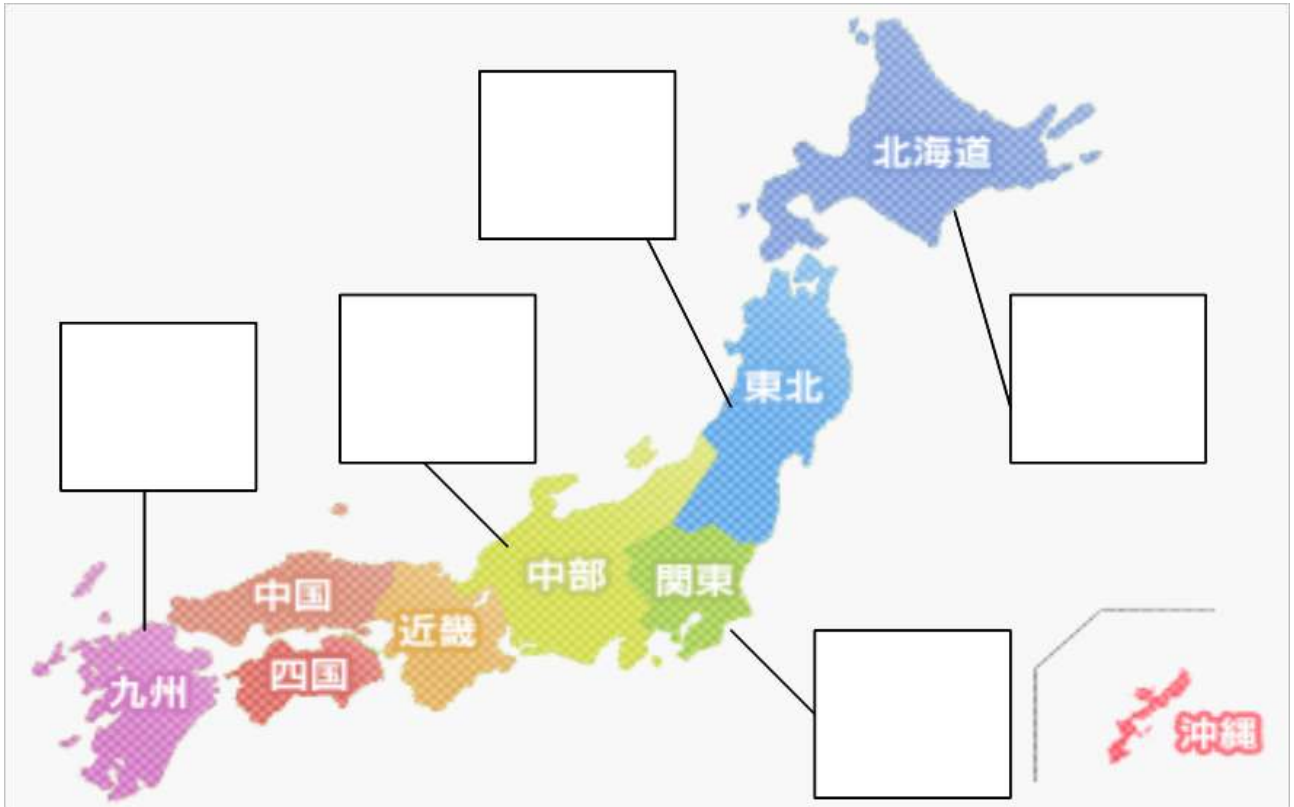 北海道
東北
中部
関東
中国
近畿
四国
九州
沖縄